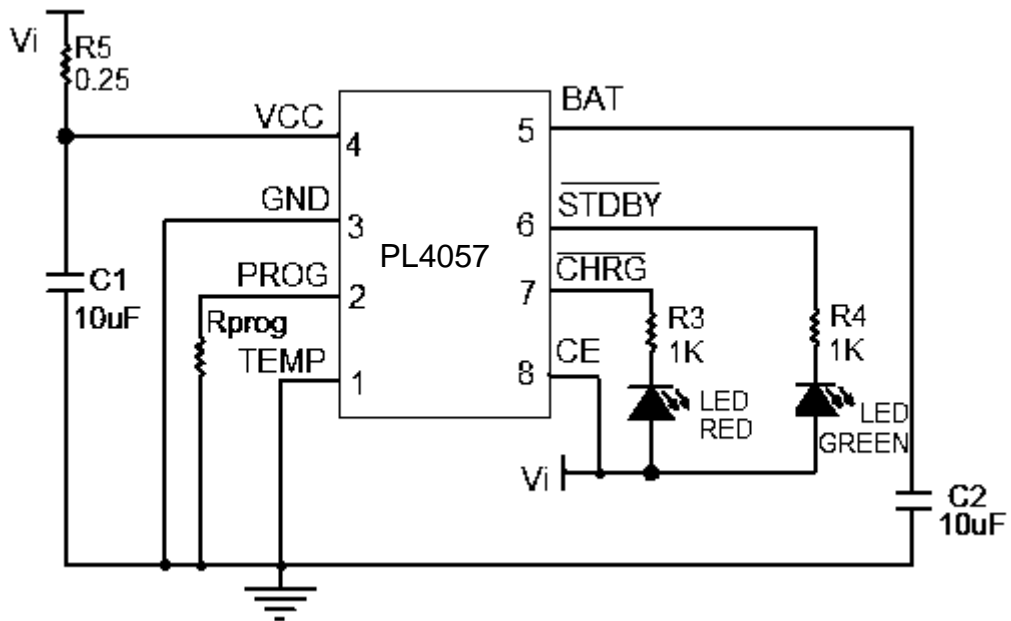 Vi
R5
0.25
VCC
4
GND
3
PROG
2
Rprog
TEMP
1
C1
10uF
PL4057
BAT
5
STDBY
6
CHRG
7
CE
8
R3
1K
LED
RED
R4
1K
LED
GREEN
Vi
C2
10uF